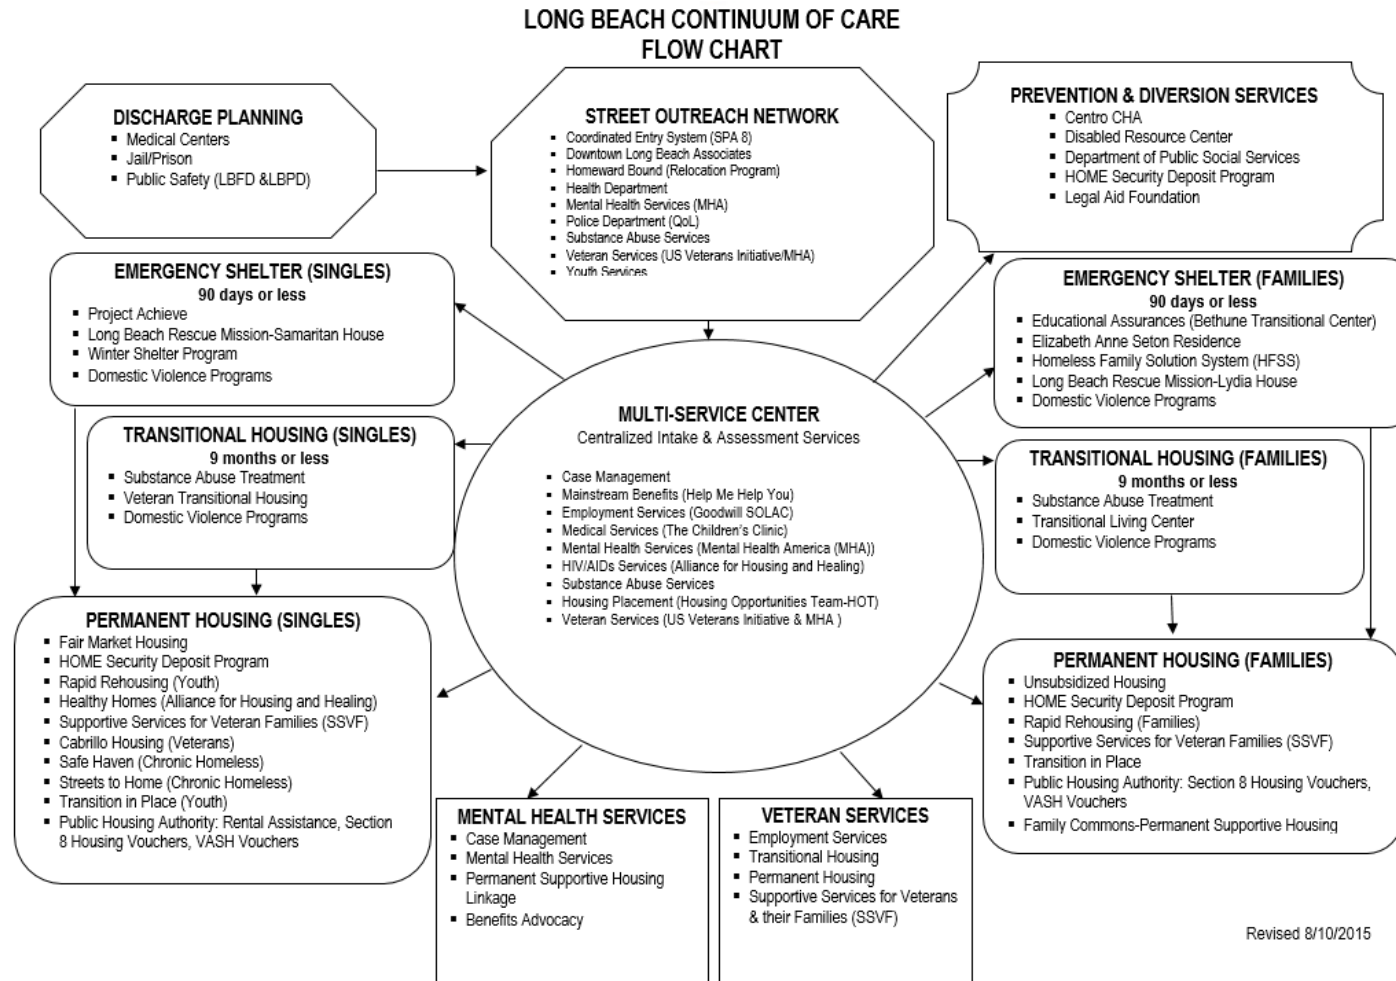 LONG BEACH CONTINUUM OF CARE
FLOW CHART
DISCHARGE PLANNING
▪ Medical Centers
▪ Jail/Prison
▪ Public Safety (LBFD &LBPD)
STREET OUTREACH NETWORK
▪ Coordinated Entry System (SPA 8)
▪ Downtown Long Beach Associates
▪ Homeward Bound (Relocation Program)
▪ Health Department
▪ Mental Health Services (MHA)
▪ Police Department (QoL)
▪ Substance Abuse Services
▪ Veteran Services (US Veterans Initiative/MHA)
▪ Youth Services
PREVENTION & DIVERSION SERVICES
▪ Centro CHA
▪ Disabled Resource Center
▪ Department of Public Social Services
▪ HOME Security Deposit Program
▪ Legal Aid Foundation
EMERGENCY SHELTER (SINGLES)
90 days or less
▪ Project Achieve
▪ Long Beach Rescue Mission-Samaritan House
▪ Winter Shelter Program
▪ Domestic Violence Programs
EMERGENCY SHELTER (FAMILIES)
90 days or less
▪ Educational Assurances (Bethune Transitional Center)
▪ Elizabeth Anne Seton Residence
▪ Homeless Family Solution System (HFSS)
▪ Long Beach Rescue Mission-Lydia House
▪ Domestic Violence Programs
TRANSITIONAL HOUSING (SINGLES)
9 months or less
▪ Substance Abuse Treatment
▪ Veteran Transitional Housing
▪ Domestic Violence Programs
MULTI-SERVICE CENTER
Centralized Intake & Assessment Services
▪ Case Management
▪ Mainstream Benefits (Help Me Help You)
▪ Employment Services (Goodwill SOLAC)
▪ Medical Services (The Children's Clinic)
▪ Mental Health Services (Mental Health America (MHA))
▪ HIV/AIDs Services (Alliance for Housing and Healing)
▪ Substance Abuse Services
▪ Housing Placement (Housing Opportunities Team-HOT)
▪ Veteran Services (US Veterans Initiative & MHA )
TRANSITIONAL HOUSING (FAMILIES)
9 months or less
▪ Substance Abuse Treatment
▪ Transitional Living Center
▪ Domestic Violence Programs
PERMANENT HOUSING (SINGLES)
▪ Fair Market Housing
▪ HOME Security Deposit Program
▪ Rapid Rehousing (Youth)
▪ Healthy Homes (Alliance for Housing and Healing)
▪ Supportive Services for Veteran Families (SSVF)
▪ Cabrillo Housing (Veterans)
▪ Safe Haven (Chronic Homeless)
▪ Streets to Home (Chronic Homeless)
▪ Transition in Place (Youth)
▪ Public Housing Authority: Rental Assistance, Section
8 Housing Vouchers, VASH Vouchers
PERMANENT HOUSING (FAMILIES)
▪ Unsubsidized Housing
▪ HOME Security Deposit Program
▪ Rapid Rehousing (Families)
▪ Supportive Services for Veteran Families (SSVF)
▪ Transition in Place
▪ Public Housing Authority: Section 8 Housing Vouchers,
VASH Vouchers
▪ Family Commons-Permanent Supportive Housing
MENTAL HEALTH SERVICES
▪ Case Management
▪ Mental Health Services
▪ Permanent Supportive Housing
Linkage
▪ Benefits Advocacy
VETERAN SERVICES
▪ Employment Services
▪ Transitional Housing
▪ Permanent Housing
▪ Supportive Services for Veterans
& their Families (SSVF)
Revised 8/10/2015